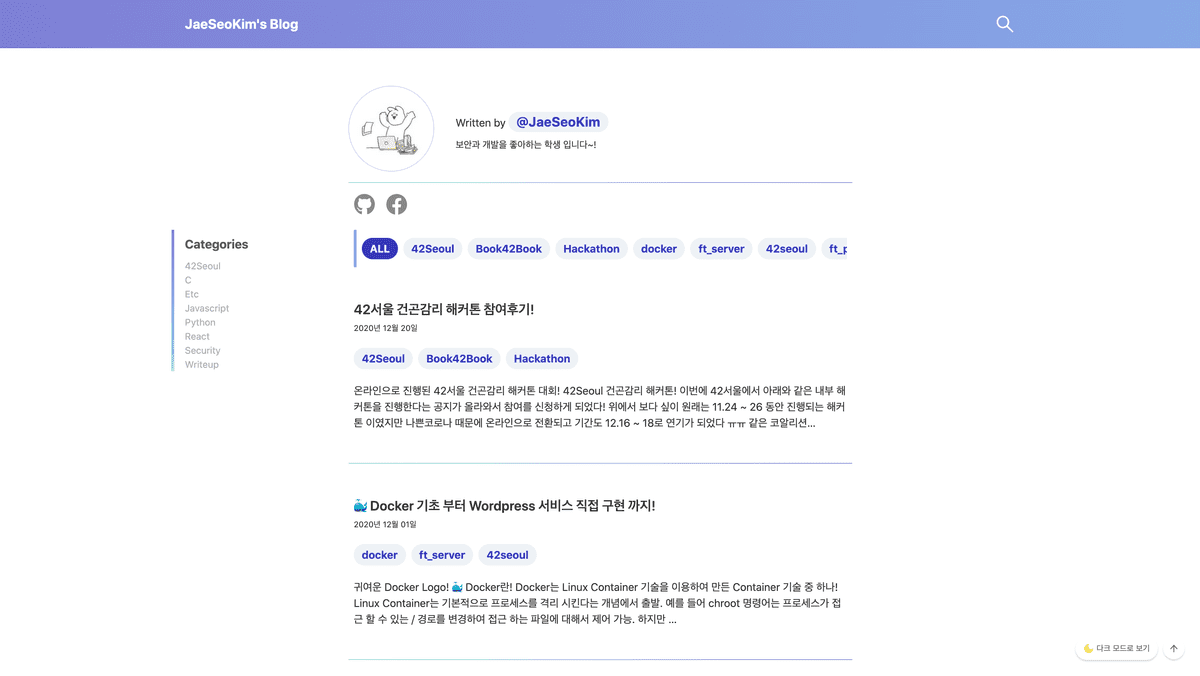 JaeSeoKim's Blog
Written by @JaeSeoKim
보안과 개발을 좋아하는 학생 입니다~!
Categories
42Seoul
C
Etc
Javascript
Python
React
Security
Writeup
ALL 42Seoul Book42Book Hackathon docker ft_server 42seoul ft_p
42서울 건곤감리 해커톤 참여후기!
2020년 12월 20일
42Seoul Book42Book Hackathon
온라인으로 진행된 42서울 건곤감리 해커톤 대회! 42Seoul 건곤감리 해커톤! 이번에 42서울에서 아래와 같은 내부 해
커톤을 진행한다는 공지가 올라와서 참여를 신청하게 되었다! 위에서 보다 싶이 원래는 11.24 ~ 26 동안 진행되는 해커
톤 이였지만 나쁜코로나 때문에 온라인으로 전환되고 기간도 12.16 ~ 18로 연기가 되었다 ㅠㅠ 같은 코알리션...
🐳 Docker 기초 부터 Wordpress 서비스 직접 구현 까지!
2020년 12월 01일
docker ft_server 42seoul
귀여운 Docker Logo! 🐳 Docker란! Docker는 Linux Container 기술을 이용하여 만든 Container 기술 중 하나!
Linux Container는 기본적으로 프로세스를 격리 시킨다는 개념에서 출발. 예를 들어 chroot 명령어는 프로세스가 접
근 할 수 있는 / 경로를 변경하여 접근 하는 파일에 대해서 제어 가능. 하지만 ...
다크 모드로 보기